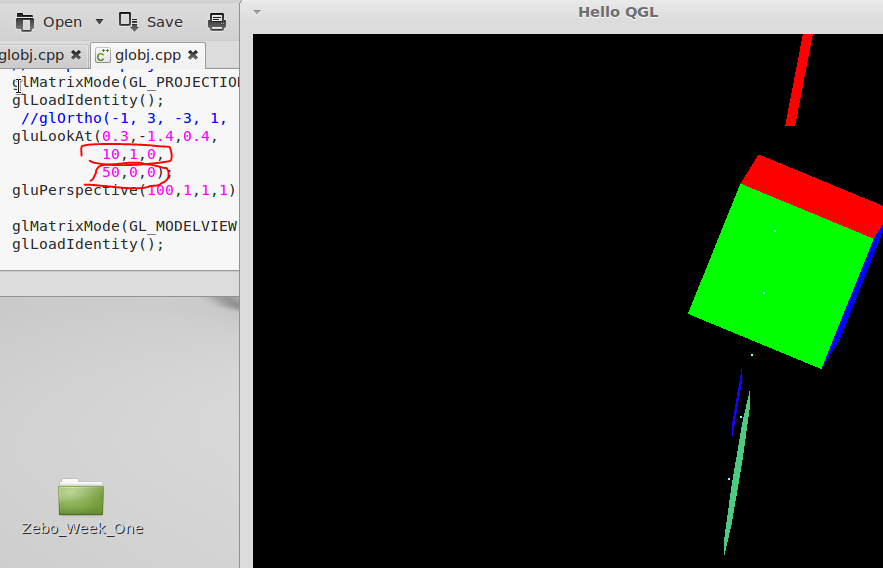 Open Save
Hello QGL
globj.cpp globj.cpp
glMatrixMode(GL_PROJECTION
glLoadIdentity();
//glOrtho(-1, 3, -3, 1,
gluLookAt(0.3,-1.4,0.4,
10,1,0,
50,0,0);
gluPerspective(100,1,1,1)
glMatrixMode(GL_MODELVIEW
glLoadIdentity();
Zebo_Week_One